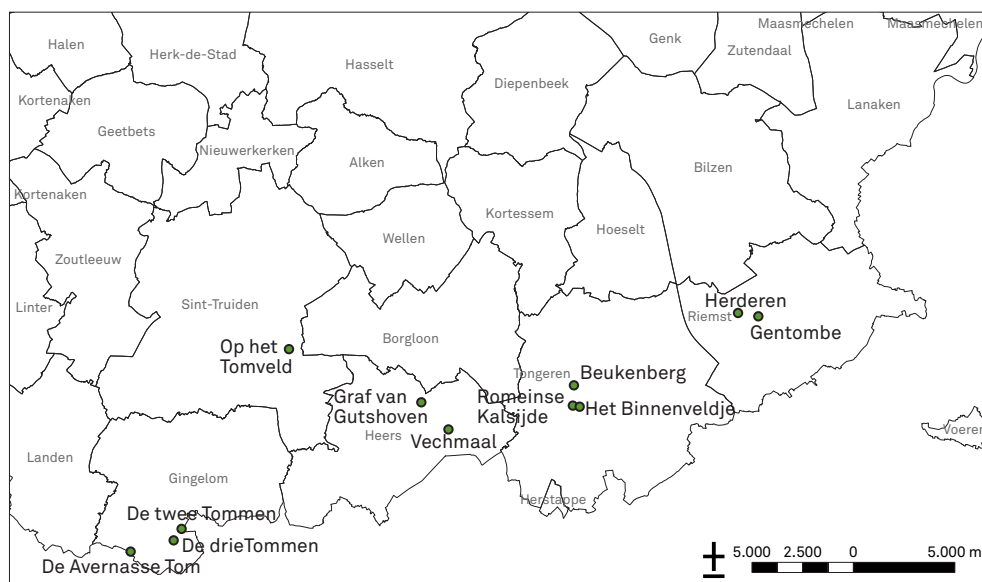 Maasmechelen
Maasmechelen
Halen
Herk-de-Stad
Genk
Zutendaal
Hasselt
Diepenbeek
Kortenaken
Lanaken
Geetbets
Nieuwerkerken
Alken
Bilzen
Kortenaken
Kortessem
Hoeselt
Wellen
Zoutleeuw
Linter
Sint-Truiden
Herderen
Riemst
Gentombe
Borgloon
Op het
Tomveld
Tongeren
Beukenberg
Graf van
Gutshoven
Romeinse
Kalsijde
Het Binnenveldje
Heers
Vechmaal
Voeren
Landen
Gingelom
Herstappe
De twee Tommen
De drieTommen
De Avernasse Tom
5.000 2.500 0 5.000 m